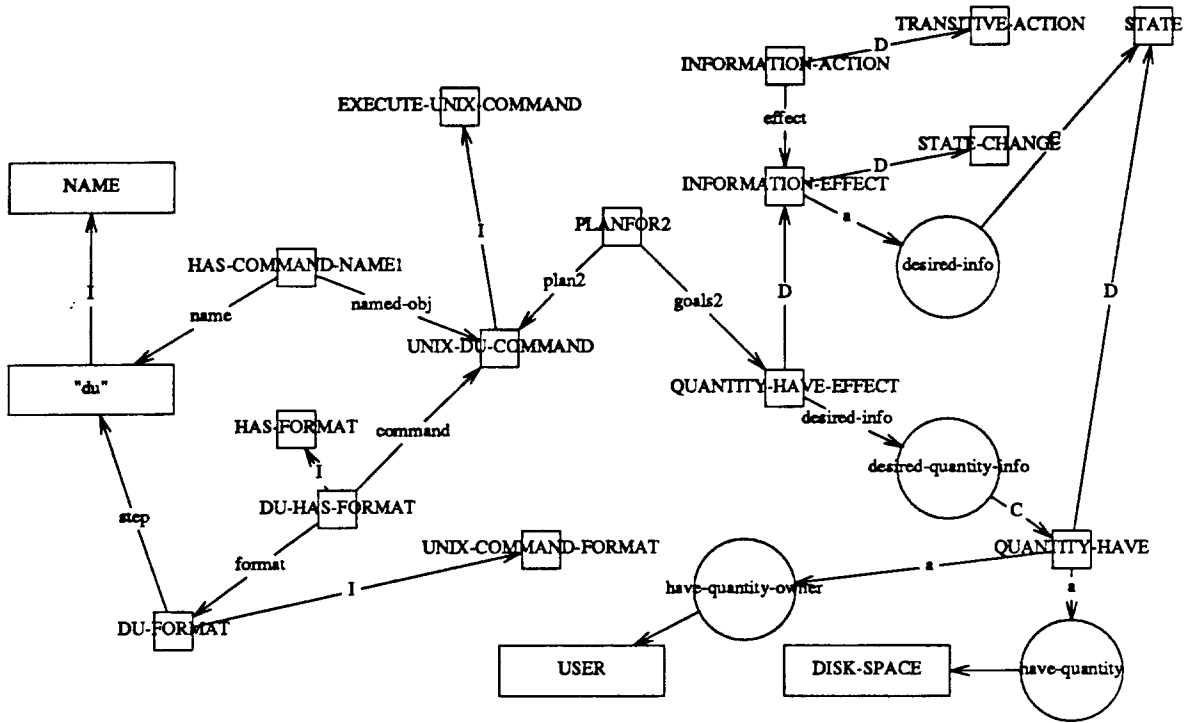 TRANSITIVE-ACTION
STATE
D
INFORMATION-ACTION
EXECUTE-UNIX-COMMAND
effect
STATE-CHANGE
C
D
NAME
INFORMATION-EFFECT
a
PLANFOR2
I
HAS-COMMAND-NAME1
desired-info
plan2
I
D
D
named-obj
goals2
name
UNIX-DU-COMMAND
"du"
QUANTITY-HAVE-EFFECT
desired-info
HAS-FORMAT
command
desired-quantity-info
I
DU-HAS-FORMAT
C
step
UNIX-COMMAND-FORMAT
QUANTITY-HAVE
format
a
a
have-quantity-owner
I
DU-FORMAT
USER
DISK-SPACE
have-quantity